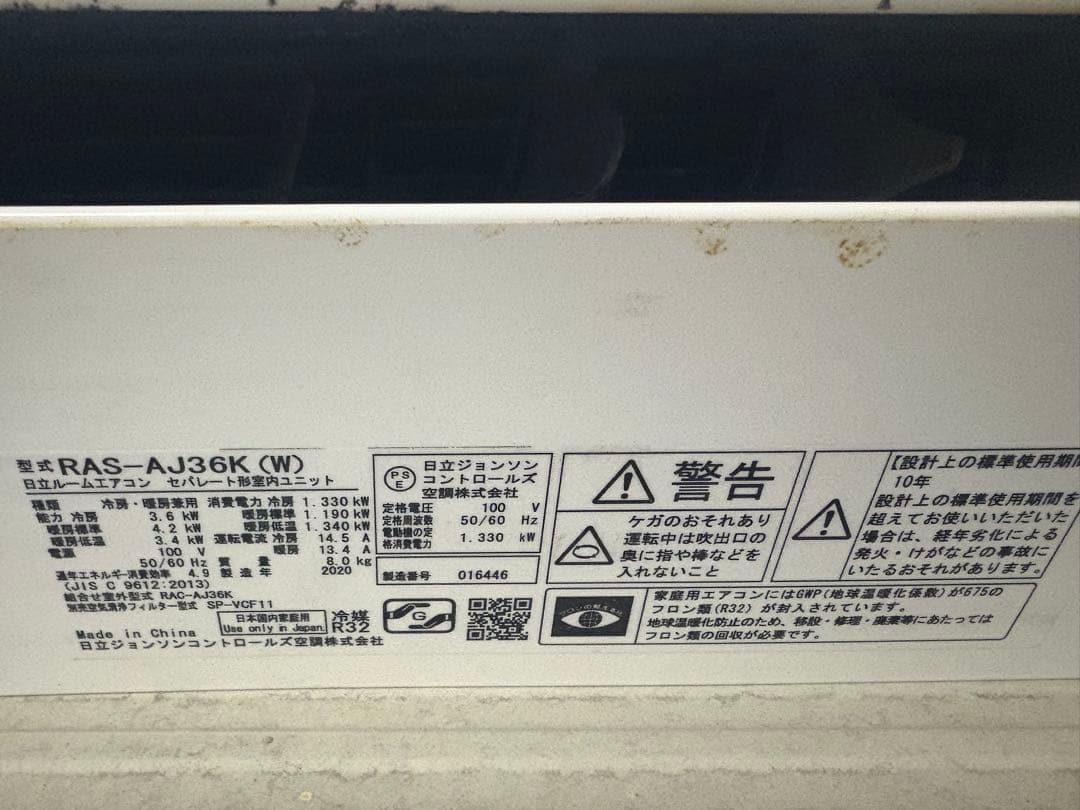 型式 RAS-AJ36K(W)
日立ルームエアコン セパレート形室内ユニット
種類 冷房・暖房兼用 消費電力 冷房 1.330 kW
能力 冷房 3.6 kW 暖房標準 1.190 kW
暖房標準 4.2 kW 暖房低温 1.340 kW
暖房低温 3.4 kW 運転電流 冷房 14.5 A
電源 100 V 暖房 13.4 A
50/60 Hz 質量 8.0 kg
通年エネルギー消費効率 4.9 製造年 2020
(JIS C 9612:2013)
組合せ室外型式 RAC-AJ36K
別売空気清浄フィルター型式 SP-VCF11
日本国内家庭用
Use only in Japan
冷媒
R32
Made in China
日立ジョンソンコントロールズ空調株式会社
PS
E
日立ジョンソン
コントロールズ
空調株式会社
定格電圧 100 V
定格周波数 50/60 Hz
電動機の定
格消費電力 1.330 kW
製造番号 016446
G
警告
ケガのおそれあり
運転中は吹出口の
奥に指や棒などを
入れないこと
【設計上の標準使用期間
10年
設計上の標準使用期間を
超えてお使いいただいた
場合は、経年劣化による
発火・けがなどの事故に
いたるおそれがあります。
フロンの見える化
家庭用エアコンにはGWP(地球温暖化係数)が675の
フロン類(R32)が封入されています。
地球温暖化防止のため、移設・修理・廃棄等にあたっては
フロン類の回収が必要です。